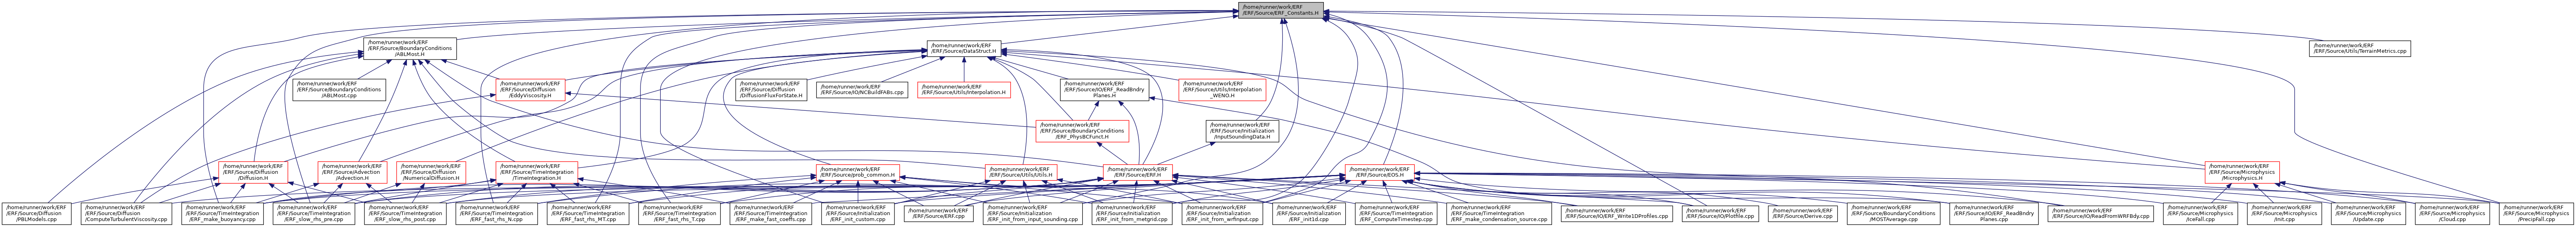 /home/runner/work/ERF
/ERF/Source/ERF_Constants.H
/home/runner/work/ERF
/ERF/Source/BoundaryConditions
/ABLMost.H
/home/runner/work/ERF
/ERF/Source/DataStruct.H
/home/runner/work/ERF
/ERF/Source/Utils/TerrainMetrics.cpp
/home/runner/work/ERF
/ERF/Source/BoundaryConditions
/ABLMost.cpp
/home/runner/work/ERF
/ERF/Source/Diffusion
/EddyViscosity.H
/home/runner/work/ERF
/ERF/Source/Diffusion
/DiffusionFluxForState.H
/home/runner/work/ERF
/ERF/Source/IO/NCBuildFABs.cpp
/home/runner/work/ERF
/ERF/Source/Utils/Interpolation.H
/home/runner/work/ERF
/ERF/Source/IO/ERF_ReadBndry
Planes.H
/home/runner/work/ERF
/ERF/Source/Utils/Interpolation
_WENO.H
/home/runner/work/ERF
/ERF/Source/BoundaryConditions
/ERF_PhysBCFunct.H
/home/runner/work/ERF
/ERF/Source/Initialization
/InputSoundingData.H
/home/runner/work/ERF
/ERF/Source/Diffusion
/Diffusion.H
/home/runner/work/ERF
/ERF/Source/Advection
/Advection.H
/home/runner/work/ERF
/ERF/Source/Diffusion
/NumericalDiffusion.H
/home/runner/work/ERF
/ERF/Source/TimeIntegration
/TimeIntegration.H
/home/runner/work/ERF
/ERF/Source/prob_common.H
/home/runner/work/ERF
/ERF/Source/Utils/Utils.H
/home/runner/work/ERF
/ERF/Source/ERF.H
/home/runner/work/ERF
/ERF/Source/EOS.H
/home/runner/work/ERF
/ERF/Source/Microphysics
/Microphysics.H
/home/runner/work/ERF
/ERF/Source/Diffusion
/PBLModels.cpp
/home/runner/work/ERF
/ERF/Source/Diffusion
/ComputeTurbulentViscosity.cpp
/home/runner/work/ERF
/ERF/Source/TimeIntegration
/ERF_make_buoyancy.cpp
/home/runner/work/ERF
/ERF/Source/TimeIntegration
/ERF_slow_rhs_pre.cpp
/home/runner/work/ERF
/ERF/Source/TimeIntegration
/ERF_slow_rhs_post.cpp
/home/runner/work/ERF
/ERF/Source/TimeIntegration
/ERF_fast_rhs_N.cpp
/home/runner/work/ERF
/ERF/Source/TimeIntegration
/ERF_fast_rhs_MT.cpp
/home/runner/work/ERF
/ERF/Source/TimeIntegration
/ERF_fast_rhs_T.cpp
/home/runner/work/ERF
/ERF/Source/TimeIntegration
/ERF_make_fast_coeffs.cpp
/home/runner/work/ERF
/ERF/Source/Initialization
/ERF_init_custom.cpp
/home/runner/work/ERF
/ERF/Source/ERF.cpp
/home/runner/work/ERF
/ERF/Source/Initialization
/ERF_init_from_input_sounding.cpp
/home/runner/work/ERF
/ERF/Source/Initialization
/ERF_init_from_metgrid.cpp
/home/runner/work/ERF
/ERF/Source/Initialization
/ERF_init_from_wrfinput.cpp
/home/runner/work/ERF
/ERF/Source/Initialization
/ERF_init1d.cpp
/home/runner/work/ERF
/ERF/Source/TimeIntegration
/ERF_ComputeTimestep.cpp
/home/runner/work/ERF
/ERF/Source/TimeIntegration
/ERF_make_condensation_source.cpp
/home/runner/work/ERF
/ERF/Source/IO/ERF_Write1DProfiles.cpp
/home/runner/work/ERF
/ERF/Source/IO/Plotfile.cpp
/home/runner/work/ERF
/ERF/Source/Derive.cpp
/home/runner/work/ERF
/ERF/Source/BoundaryConditions
/MOSTAverage.cpp
/home/runner/work/ERF
/ERF/Source/IO/ERF_ReadBndry
Planes.cpp
/home/runner/work/ERF
/ERF/Source/IO/ReadFromWRFBdy.cpp
/home/runner/work/ERF
/ERF/Source/Microphysics
/IceFall.cpp
/home/runner/work/ERF
/ERF/Source/Microphysics
/Init.cpp
/home/runner/work/ERF
/ERF/Source/Microphysics
/Update.cpp
/home/runner/work/ERF
/ERF/Source/Microphysics
/Cloud.cpp
/home/runner/work/ERF
/ERF/Source/Microphysics
/PrecipFall.cpp